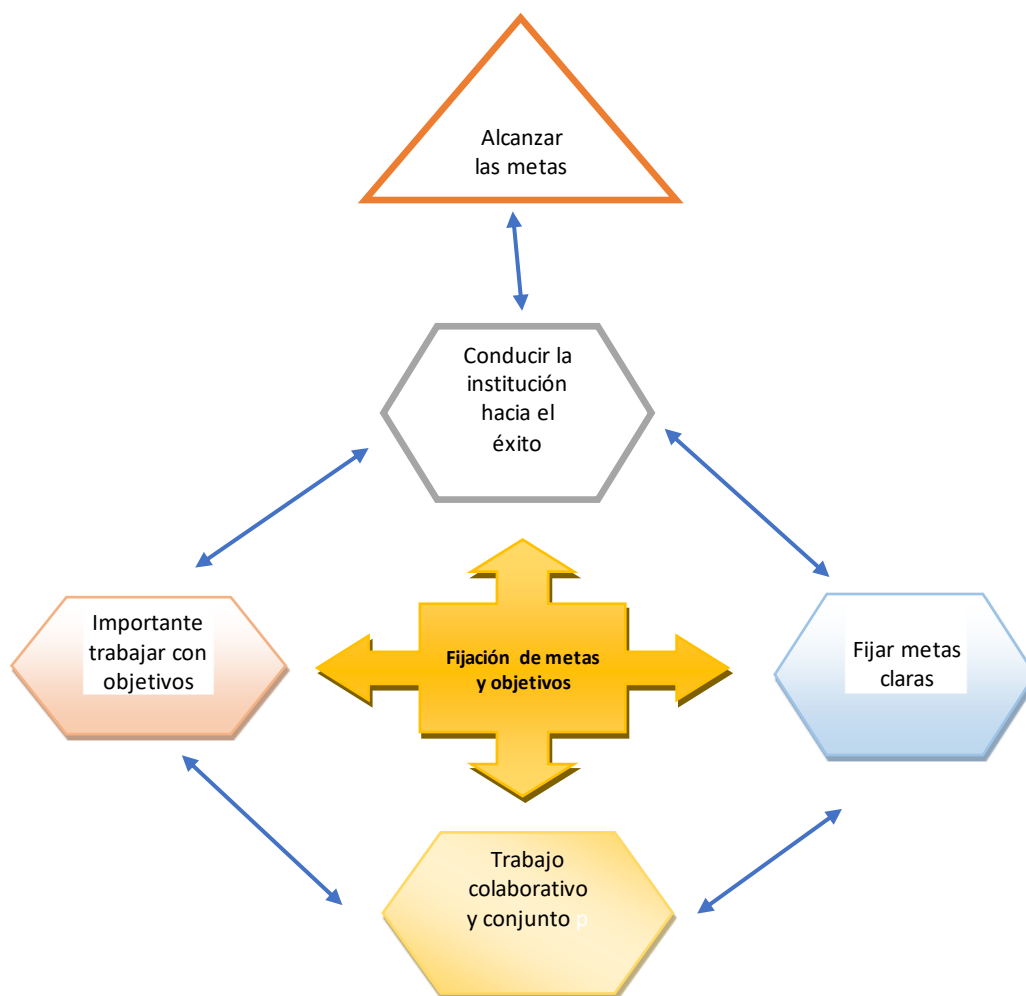 Alcanzar
las metas
Conducir la
institución
hacia el
éxito
Importante
trabajar con
objetivos
Fijación de metas
y objetivos
Fijar metas
claras
Trabajo
colaborativo
y conjunto p